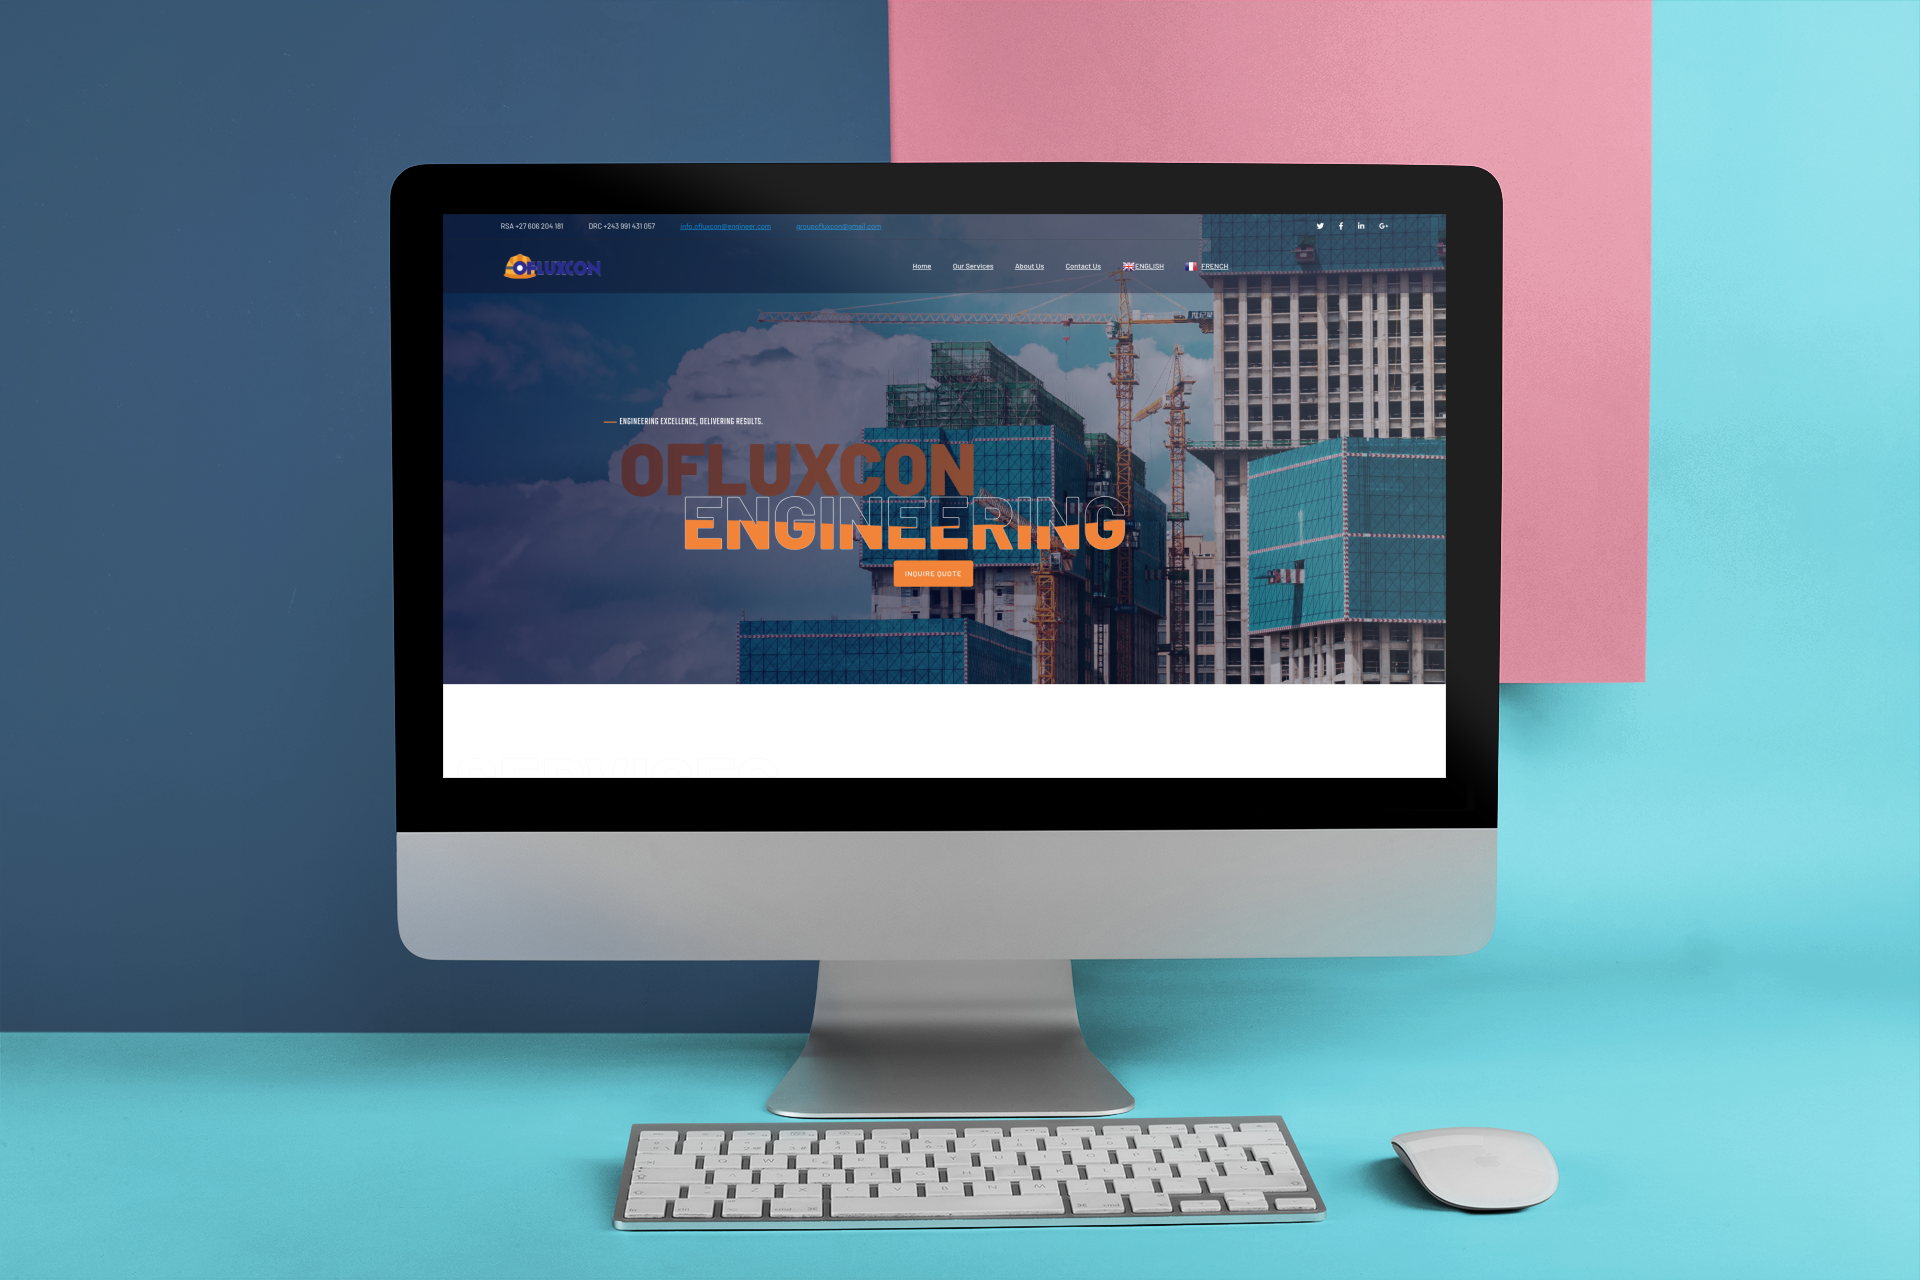 RSA +27 606 204 181 DRC +243 991 431 057 info.ofluxcon@engineer.com groupofluxcon@gmail.com
OFLUXCON
Home Our Services About Us Contact Us ENGLISH FRENCH
ENGINEERING EXCELLENCE, DELIVERING RESULTS.
OFLUXCON
ENGINEERING
INQUIRE QUOTE